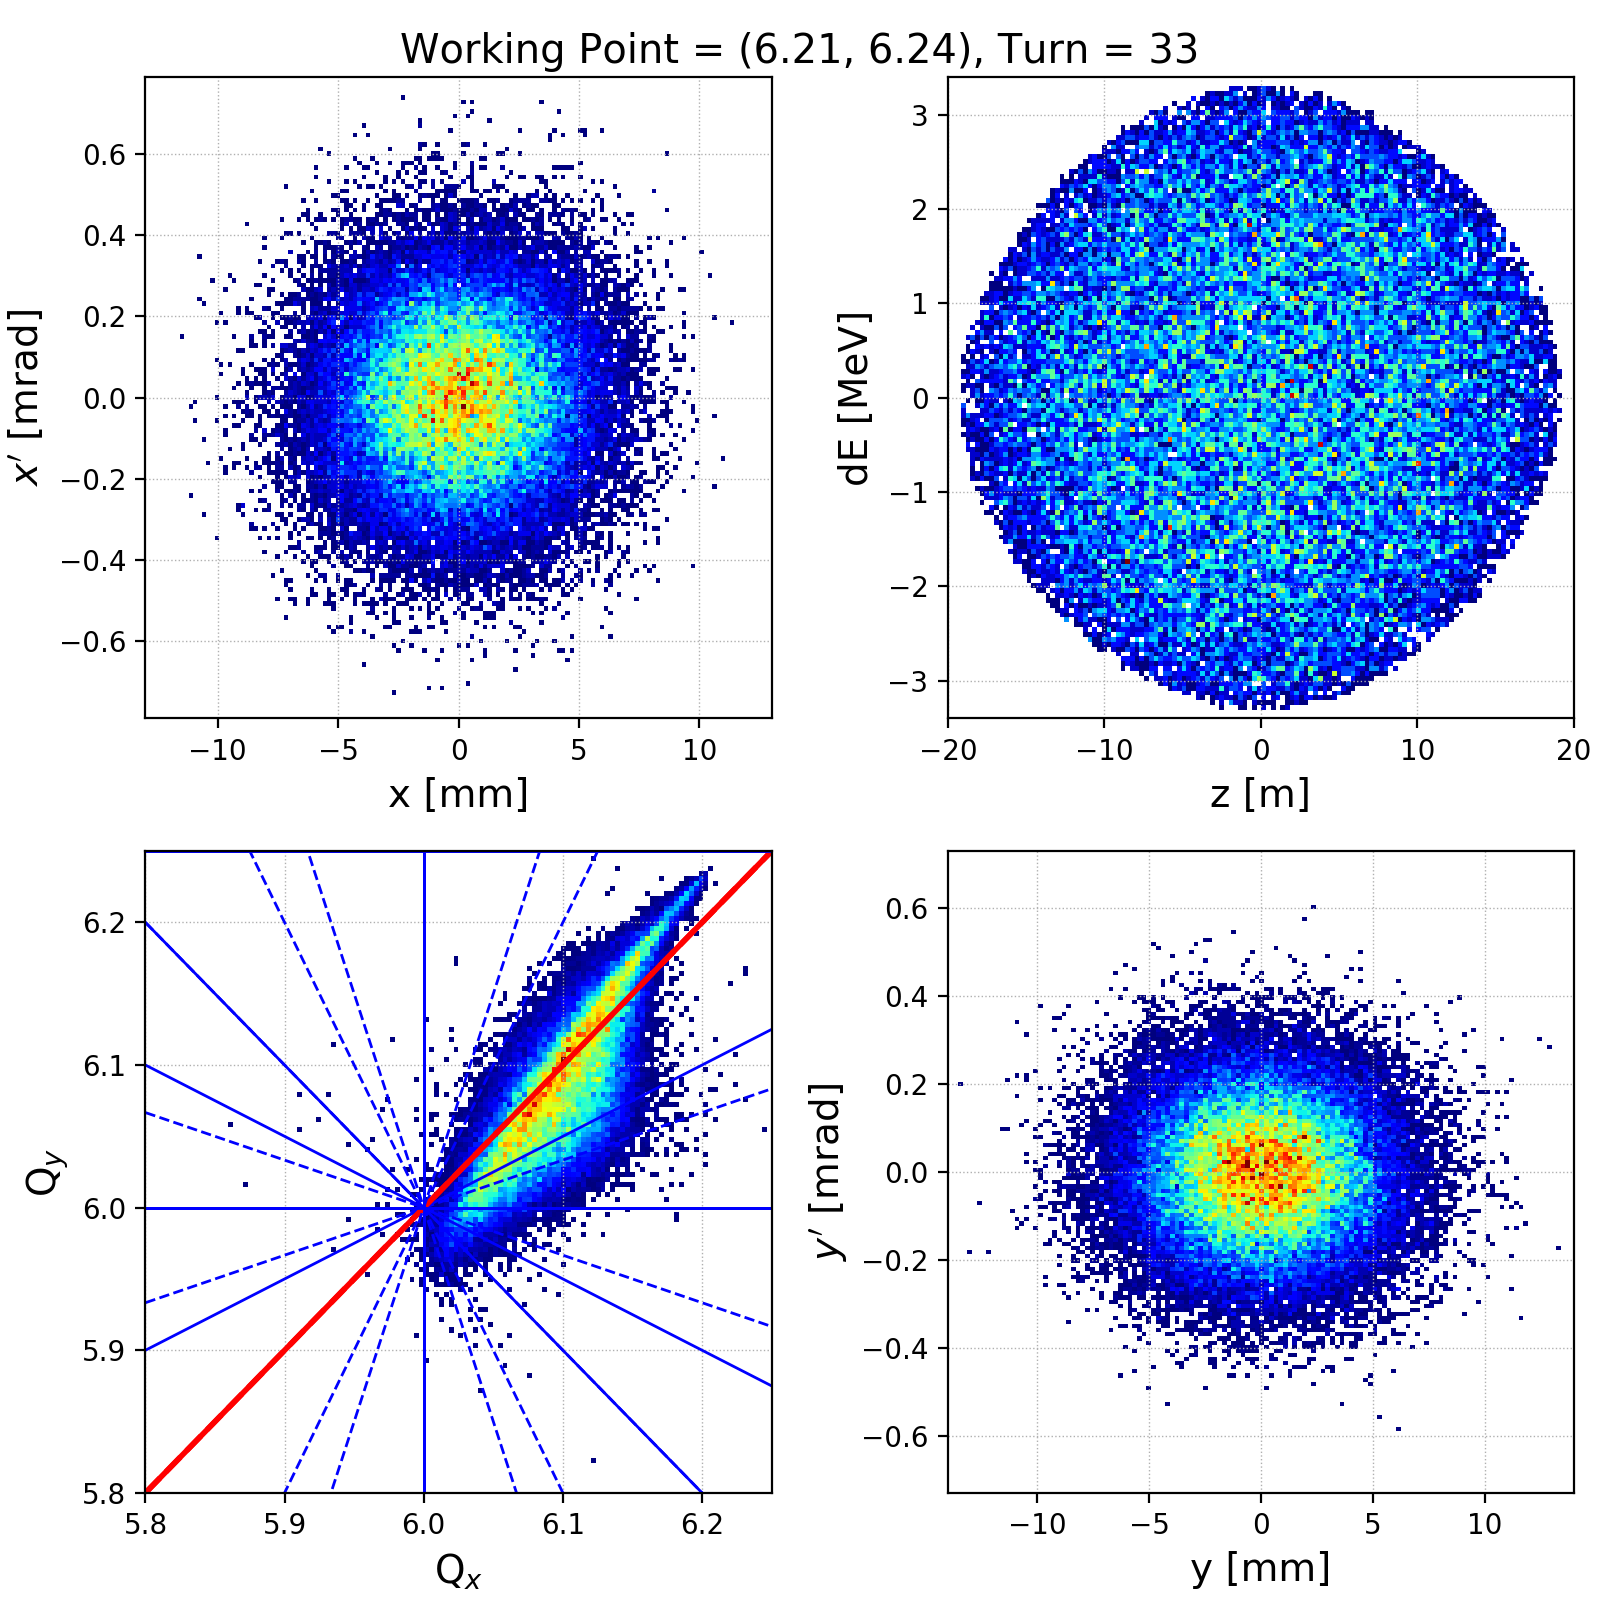 Working Point = (6.21, 6.24), Turn = 33
0.6
0.4
0.2
0.0
−0.2
−0.4
−0.6
x′ [mrad]
−10 −5 0 5 10
x [mm]
3
2
1
0
−1
−2
−3
dE [MeV]
−20 −10 0 10 20
z [m]
6.2
6.1
6.0
5.9
5.8
Qy
5.8 5.9 6.0 6.1 6.2
Qx
0.6
0.4
0.2
0.0
−0.2
−0.4
−0.6
y′ [mrad]
−10 −5 0 5 10
y [mm]